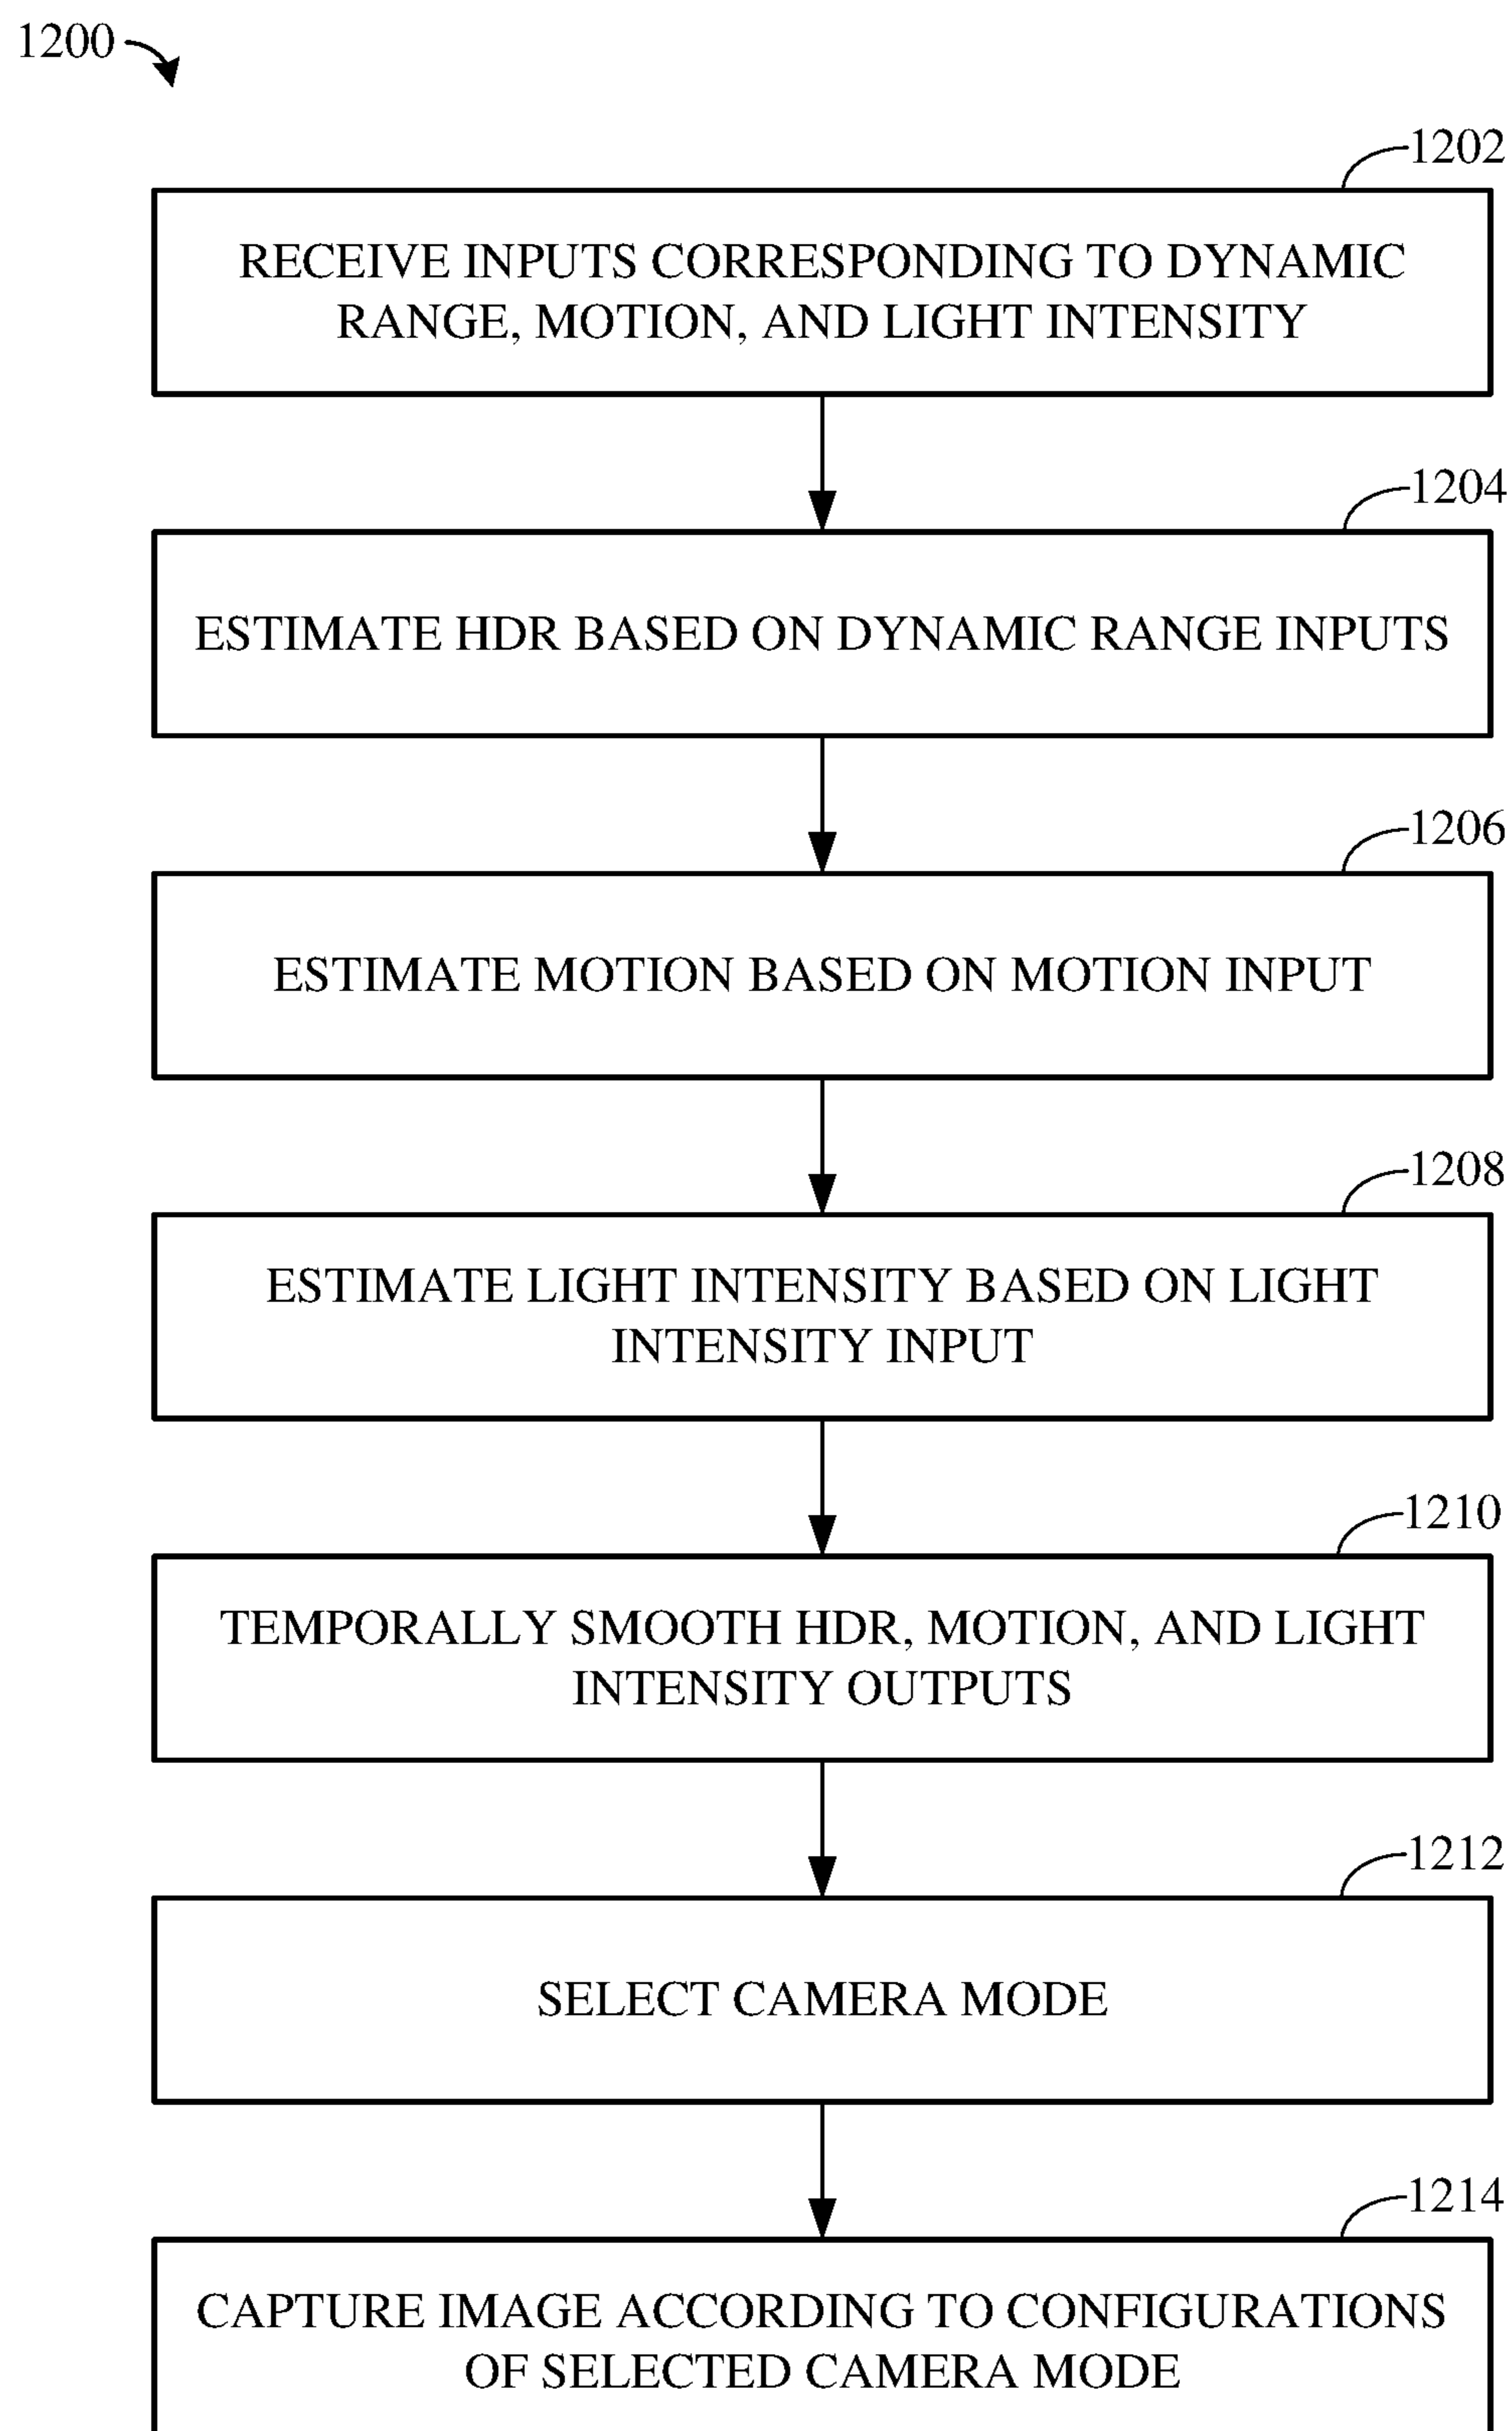 1200
1202
RECEIVE INPUTS CORRESPONDING TO DYNAMIC
RANGE, MOTION, AND LIGHT INTENSITY
1204
ESTIMATE HDR BASED ON DYNAMIC RANGE INPUTS
1206
ESTIMATE MOTION BASED ON MOTION INPUT
1208
ESTIMATE LIGHT INTENSITY BASED ON LIGHT
INTENSITY INPUT
1210
TEMPORALLY SMOOTH HDR, MOTION, AND LIGHT
INTENSITY OUTPUTS
1212
SELECT CAMERA MODE
1214
CAPTURE IMAGE ACCORDING TO CONFIGURATIONS
OF SELECTED CAMERA MODE